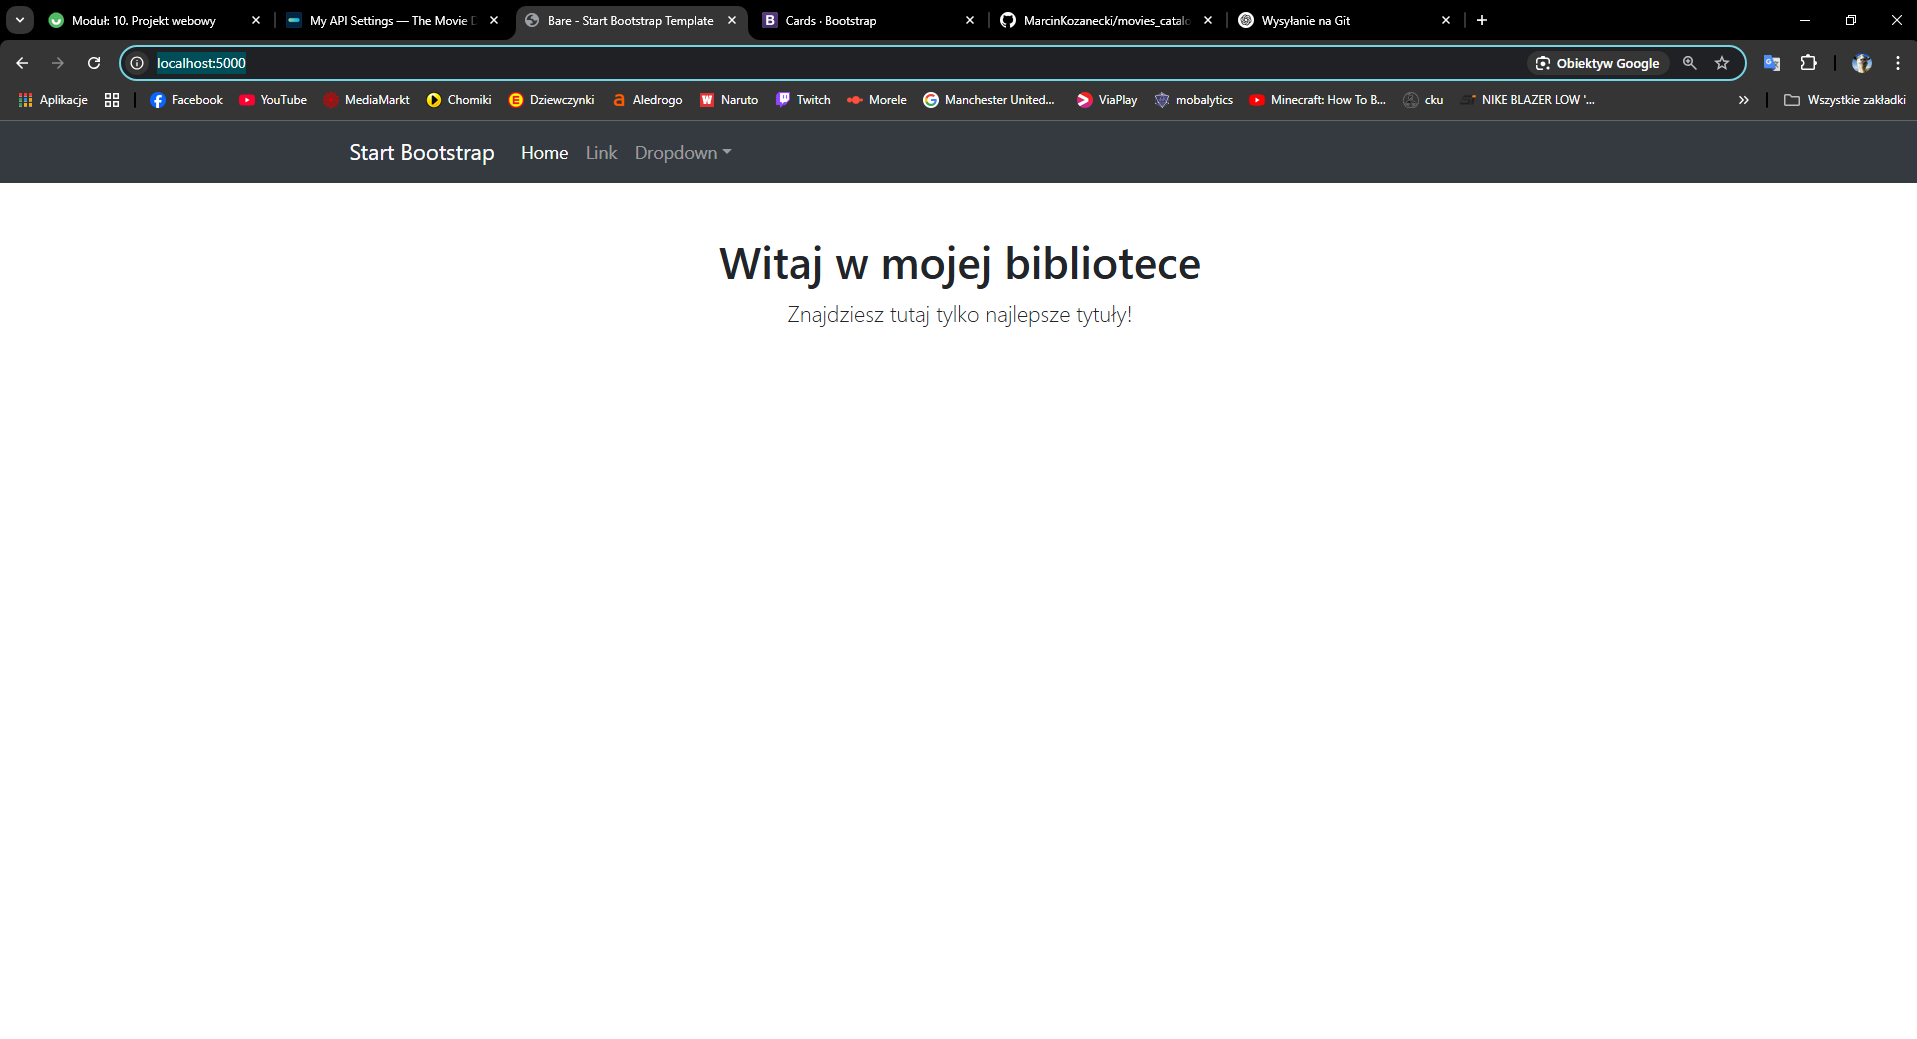 Moduł: 10. Projekt webowy
My API Settings — The Movie D
Bare - Start Bootstrap Template
Cards · Bootstrap
MarcinKozanecki/movies_catalo
Wysyłanie na Git
localhost:5000
Obiektyw Google
Aplikacje
Facebook
YouTube
MediaMarkt
Chomiki
Dziewczynki
Aledrogo
Naruto
Twitch
Morele
Manchester United...
ViaPlay
mobalytics
Minecraft: How To B...
cku
NIKE BLAZER LOW '...
Wszystkie zakładki
Start Bootstrap
Home
Link
Dropdown
Witaj w mojej bibliotece
Znajdziesz tutaj tylko najlepsze tytuły!